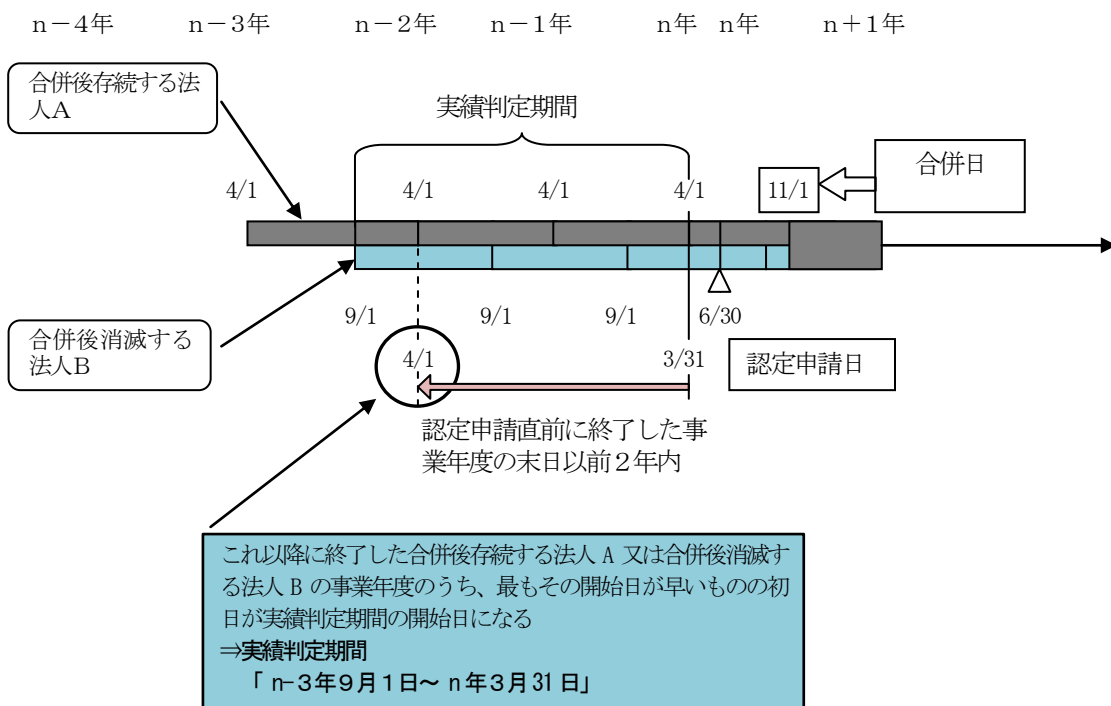 n－4年 n－3年 n－2年 n－1年 n年 n年 n＋1年
合併後存続する法
人A
実績判定期間
合併日
4/1 4/1 4/1 4/1 11/1
9/1 9/1 9/1 6/30
合併後消滅する
法人B
4/1 3/31
認定申請日
認定申請直前に終了した事
業年度の末日以前２年内
これ以降に終了した合併後存続する法人 A 又は合併後消滅す
る法人 B の事業年度のうち、最もその開始日が早いものの初
日が実績判定期間の開始日になる
⇒実績判定期間
「 n-３年９月１日～ n 年３月 31 日」